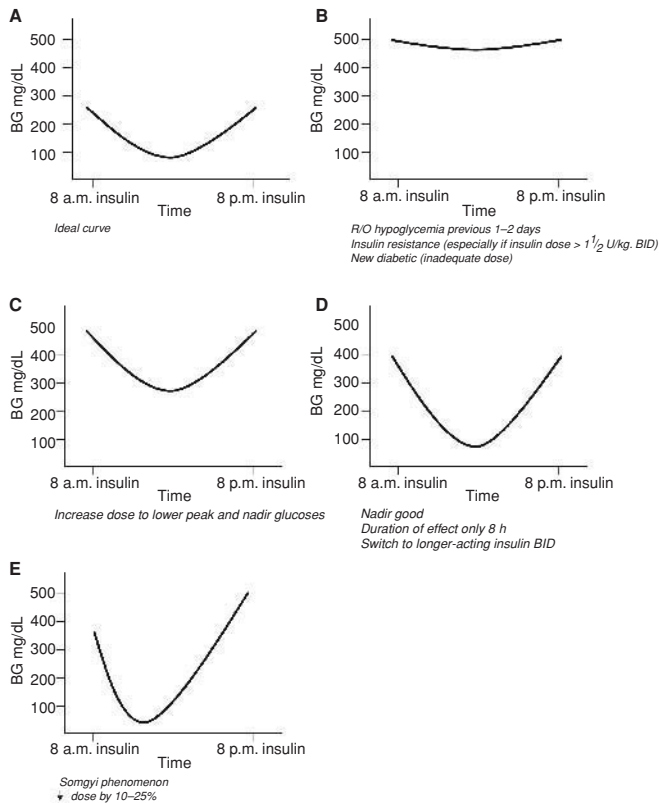 A
BG mg/dL
500
400
300
200
100
8 a.m. insulin
8 p.m. insulin
Time
Ideal curve
B
BG mg/dL
500
400
300
200
100
8 a.m. insulin
8 p.m. insulin
Time
R/O hypoglycemia previous 1–2 days
Insulin resistance (especially if insulin dose > 1 1/2 U/kg. BID)
New diabetic (inadequate dose)
C
BG mg/dL
500
400
300
200
100
8 a.m. insulin
8 p.m. insulin
Time
Increase dose to lower peak and nadir glucoses
D
BG mg/dL
500
400
300
200
100
8 a.m. insulin
8 p.m. insulin
Time
Nadir good
Duration of effect only 8 h
Switch to longer-acting insulin BID
E
BG mg/dL
500
400
300
200
100
8 a.m. insulin
8 p.m. insulin
Time
Somgyi phenomenon
↓ dose by 10–25%